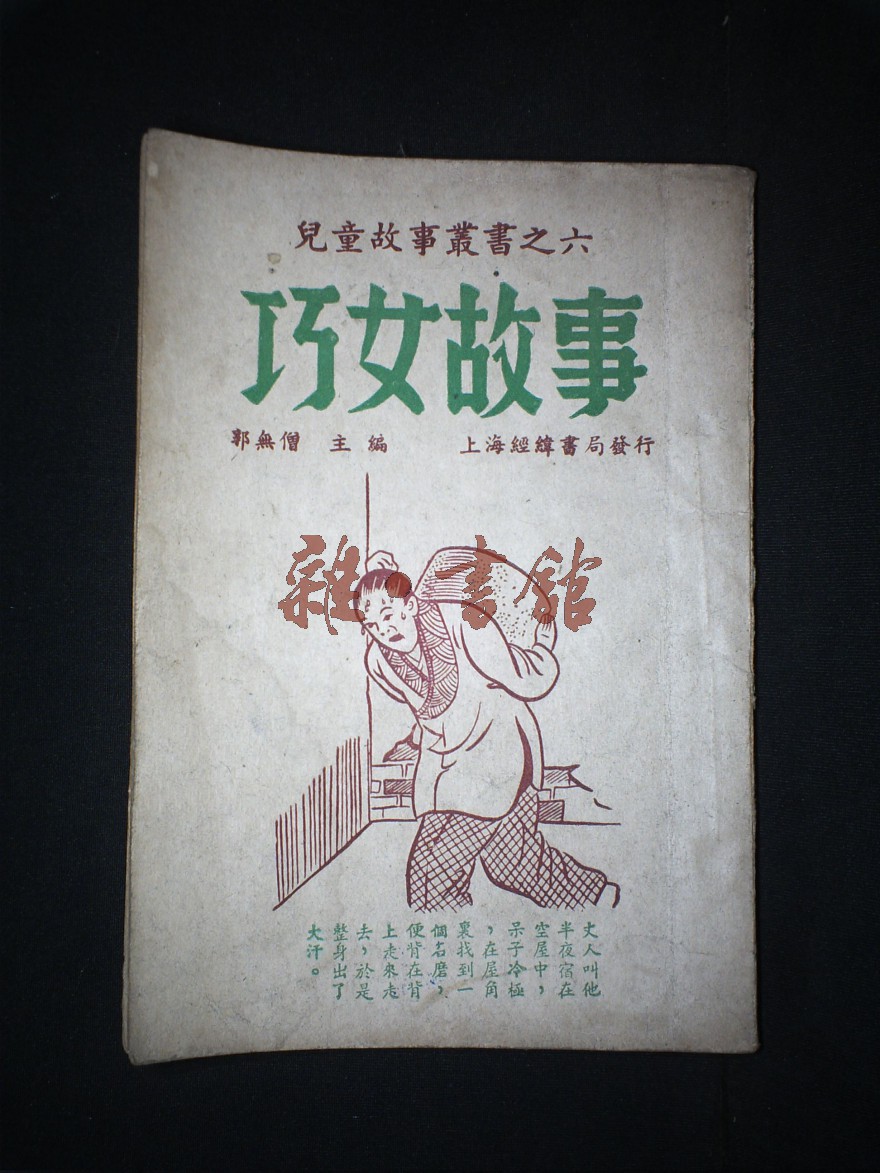 兒童故事叢書之六
巧女故事
郭無僧 主編 上海經緯書局發行
雜·書館
丈人叫他
半夜宿在
空屋中，
呆子冷極
，在屋角
裏找到一
個名磨，
便背在背
上走來走
去，於是
整身出了
大汗。